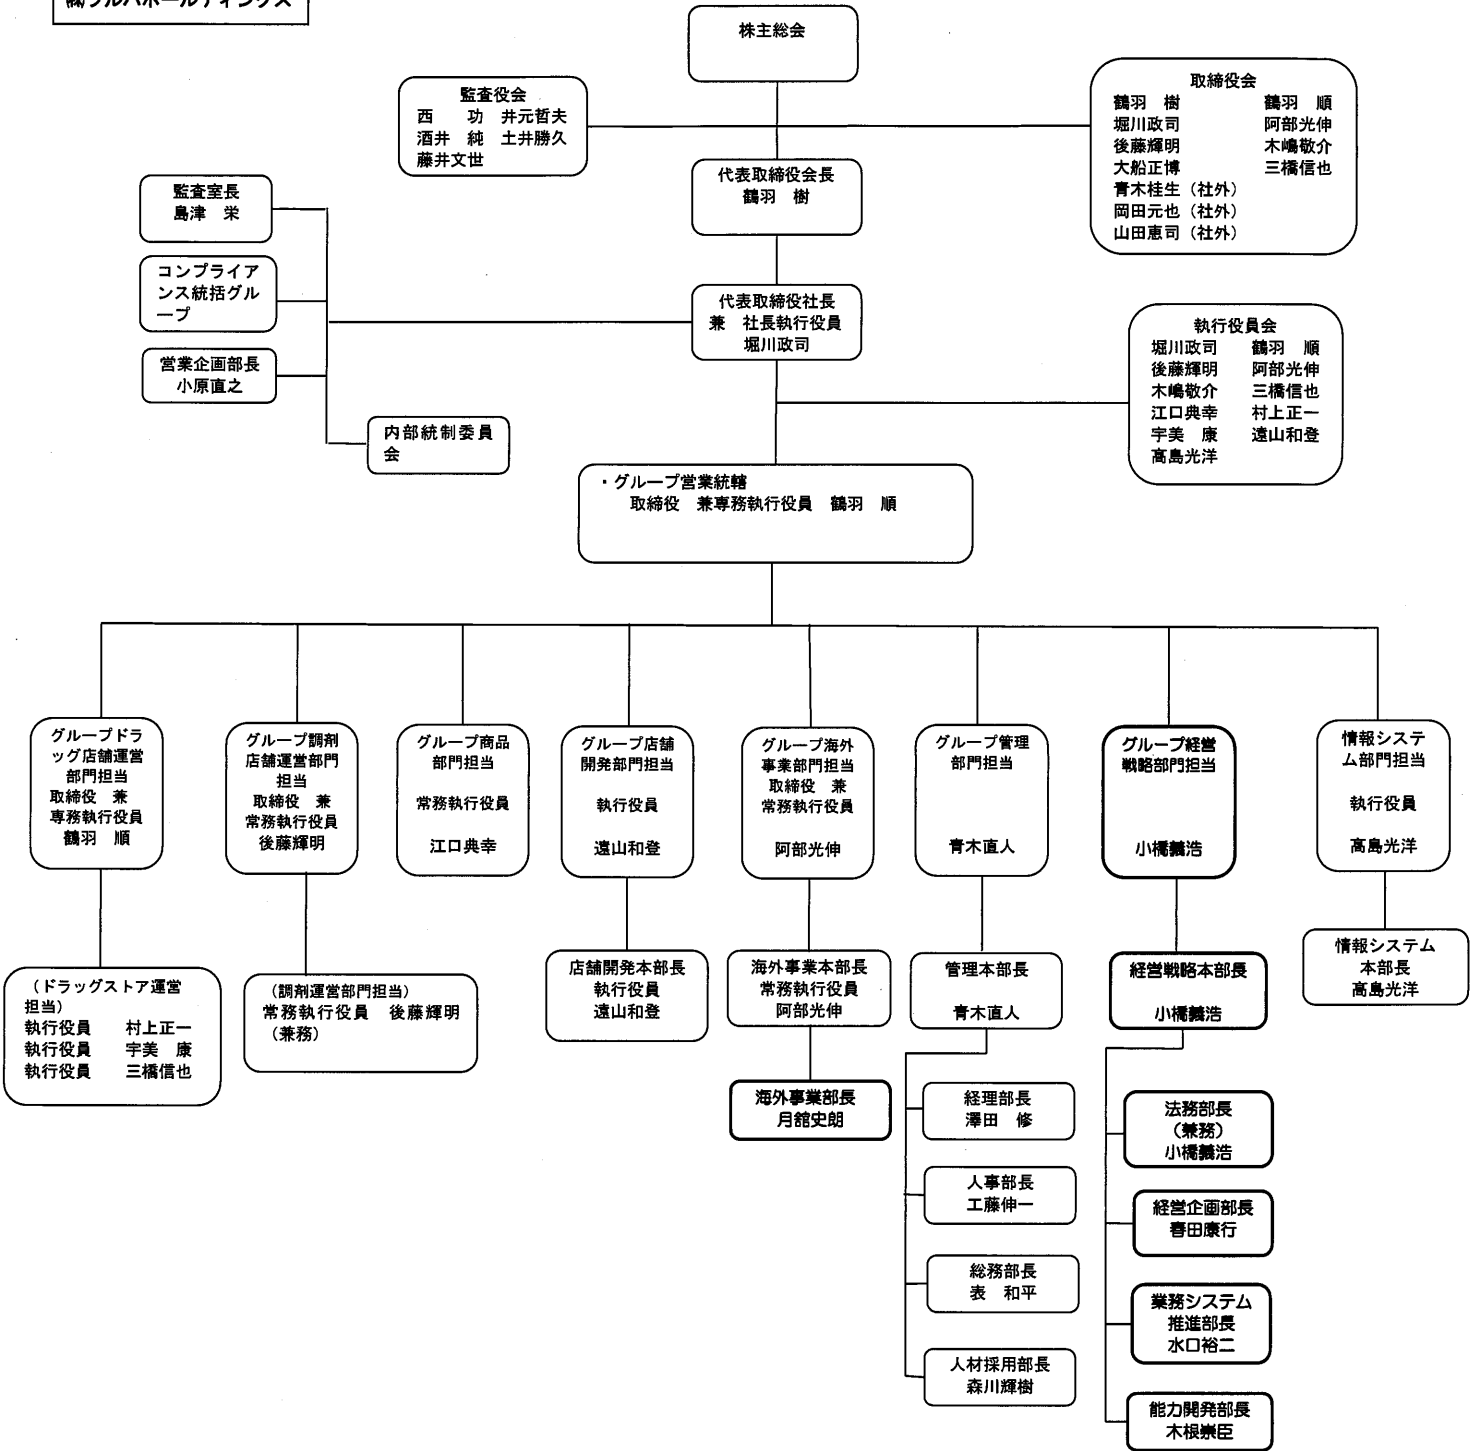 ㈱ツルハホールディングス
株主総会
監査役会
西　功　井元哲夫
酒井　純　土井勝久
藤井文世
取締役会
鶴羽　樹　鶴羽　順
堀川政司　阿部光伸
後藤輝明　木嶋敬介
大船正博　三橋信也
青木桂生（社外）
岡田元也（社外）
山田恵司（社外）
代表取締役会長
鶴羽　樹
監査室長
島津　栄
コンプライア
ンス統括グル
ープ
営業企画部長
小原直之
内部統制委員
会
代表取締役社長
兼　社長執行役員
堀川政司
執行役員会
堀川政司　鶴羽　順
後藤輝明　阿部光伸
木嶋敬介　三橋信也
江口典幸　村上正一
宇美　康　遠山和登
高島光洋
・グループ営業統轄
取締役　兼専務執行役員　鶴羽　順
グループドラ
ッグ店舗運営
部門担当
取締役　兼
専務執行役員
鶴羽　順
グループ調剤
店舗運営部門
担当
取締役　兼
常務執行役員
後藤輝明
グループ商品
部門担当
常務執行役員
江口典幸
グループ店舗
開発部門担当
執行役員
遠山和登
グループ海外
事業部門担当
取締役　兼
常務執行役員
阿部光伸
グループ管理
部門担当
青木直人
グループ経営
戦略部門担当
小橋義浩
情報システ
ム部門担当
執行役員
高島光洋
（ドラッグストア運営
担当）
執行役員　村上正一
執行役員　宇美　康
執行役員　三橋信也
（調剤運営部門担当）
常務執行役員　後藤輝明
（兼務）
店舗開発本部長
執行役員
遠山和登
海外事業本部長
常務執行役員
阿部光伸
海外事業部長
月舘史朗
管理本部長
青木直人
経理部長
澤田　修
人事部長
工藤伸一
総務部長
表　和平
人材採用部長
森川輝樹
経営戦略本部長
小橋義浩
法務部長
（兼務）
小橋義浩
経営企画部長
春田康行
業務システム
推進部長
水口裕二
能力開発部長
木根崇臣
情報システム
本部長
高島光洋